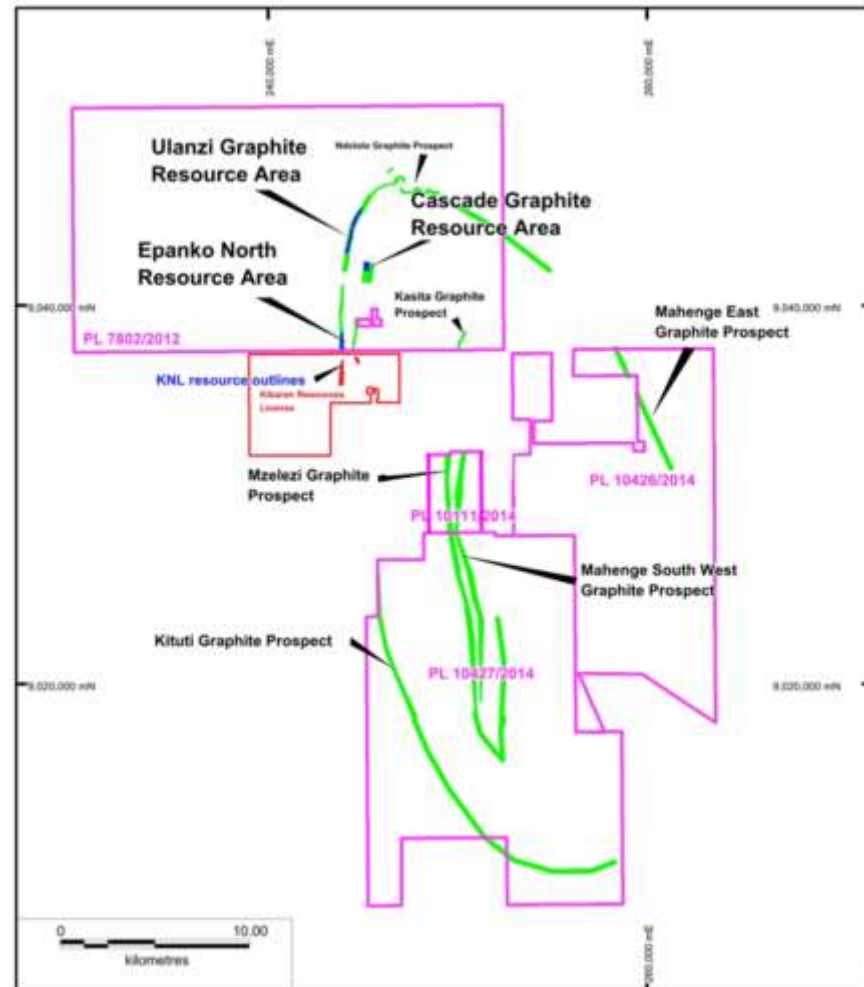 240,000 mE
260,000 mE
Ulanzi Graphite
Resource Area
Ndololo Graphite Prospect
Cascade Graphite
Resource Area
Epanko North
Resource Area
9,040,000 mN
9,040,000 mN
Kasita Graphite
Prospect
Mahenge East
Graphite Prospect
PL 7802/2012
KNL resource outlines
Kibaran Resources
License
Mzelezi Graphite
Prospect
PL 10426/2014
PL 10111/2014
Mahenge South West
Graphite Prospect
Kituti Graphite Prospect
PL 10427/2014
9,020,000 mN
9,020,000 mN
0
10.00
kilometres
260,000 mE